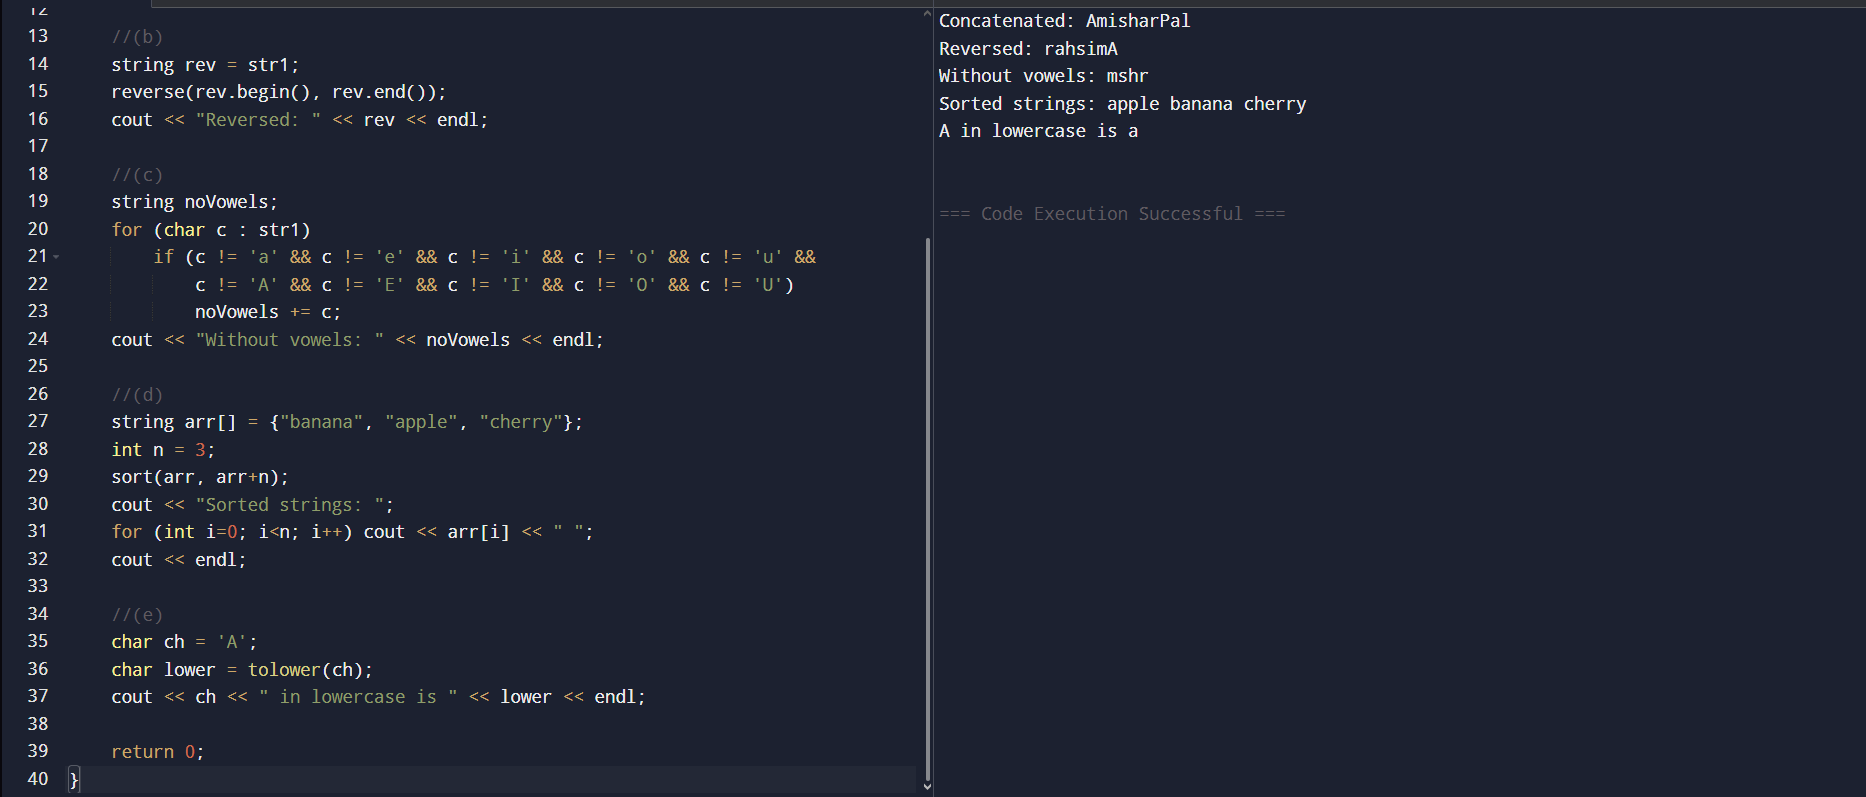 12
13 //(b)
14 string rev = str1;
15 reverse(rev.begin(), rev.end());
16 cout << "Reversed: " << rev << endl;
17
18 //(c)
19 string noVowels;
20 for (char c : str1)
21 if (c != 'a' && c != 'e' && c != 'i' && c != 'o' && c != 'u' &&
22 c != 'A' && c != 'E' && c != 'I' && c != 'O' && c != 'U')
23 noVowels += c;
24 cout << "Without vowels: " << noVowels << endl;
25
26 //(d)
27 string arr[] = {"banana", "apple", "cherry"};
28 int n = 3;
29 sort(arr, arr+n);
30 cout << "Sorted strings: ";
31 for (int i=0; i<n; i++) cout << arr[i] << " ";
32 cout << endl;
33
34 //(e)
35 char ch = 'A';
36 char lower = tolower(ch);
37 cout << ch << " in lowercase is " << lower << endl;
38
39 return 0;
40 }
Concatenated: AmisharPal
Reversed: rahsimA
Without vowels: mshr
Sorted strings: apple banana cherry
A in lowercase is a
=== Code Execution Successful ===